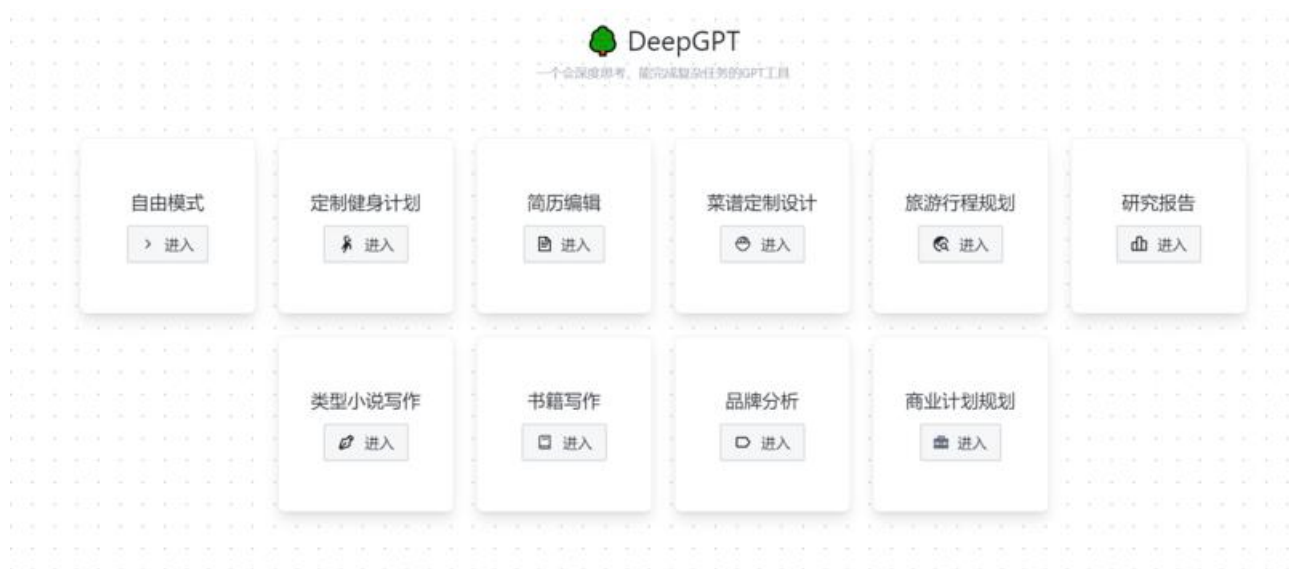 DeepGPT
一个会深度思考、能完成复杂任务的GPT工具
自由模式
进入
定制健身计划
进入
简历编辑
进入
菜谱定制设计
进入
旅游行程规划
进入
研究报告
进入
类型小说写作
进入
书籍写作
进入
品牌分析
进入
商业计划规划
进入